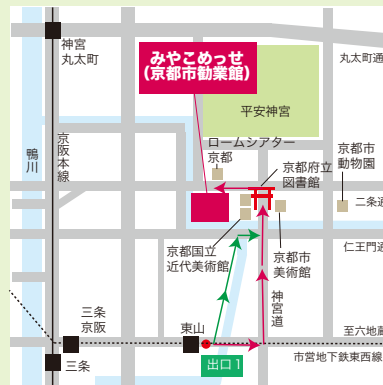 神宮
丸太町
みやこめっせ
(京都市勧業館)
丸太町通
平安神宮
鴨川
京阪本線
ロームシアター
京都
京都府立
図書館
京都市
動物園
二条通
仁王門通
京都国立
近代美術館
京都市
美術館
神宮道
三条
京阪
東山
至六地蔵
出口1
市営地下鉄東西線
三条